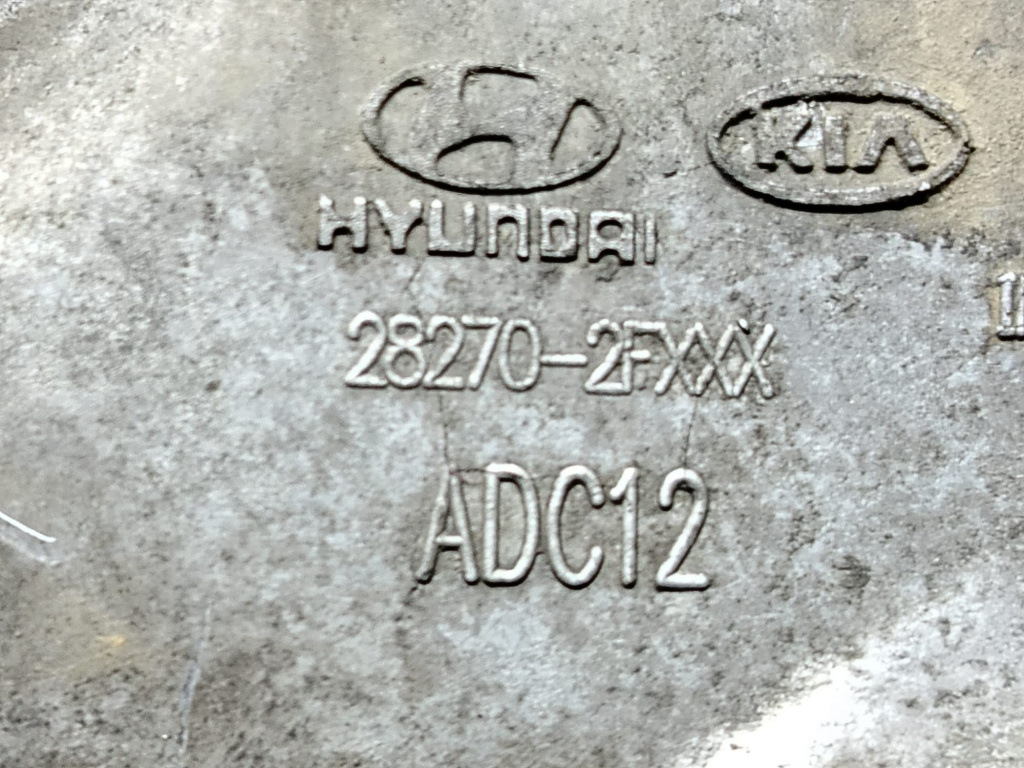 KIA
HYUNDAI
28270-2FXXX
ADC12